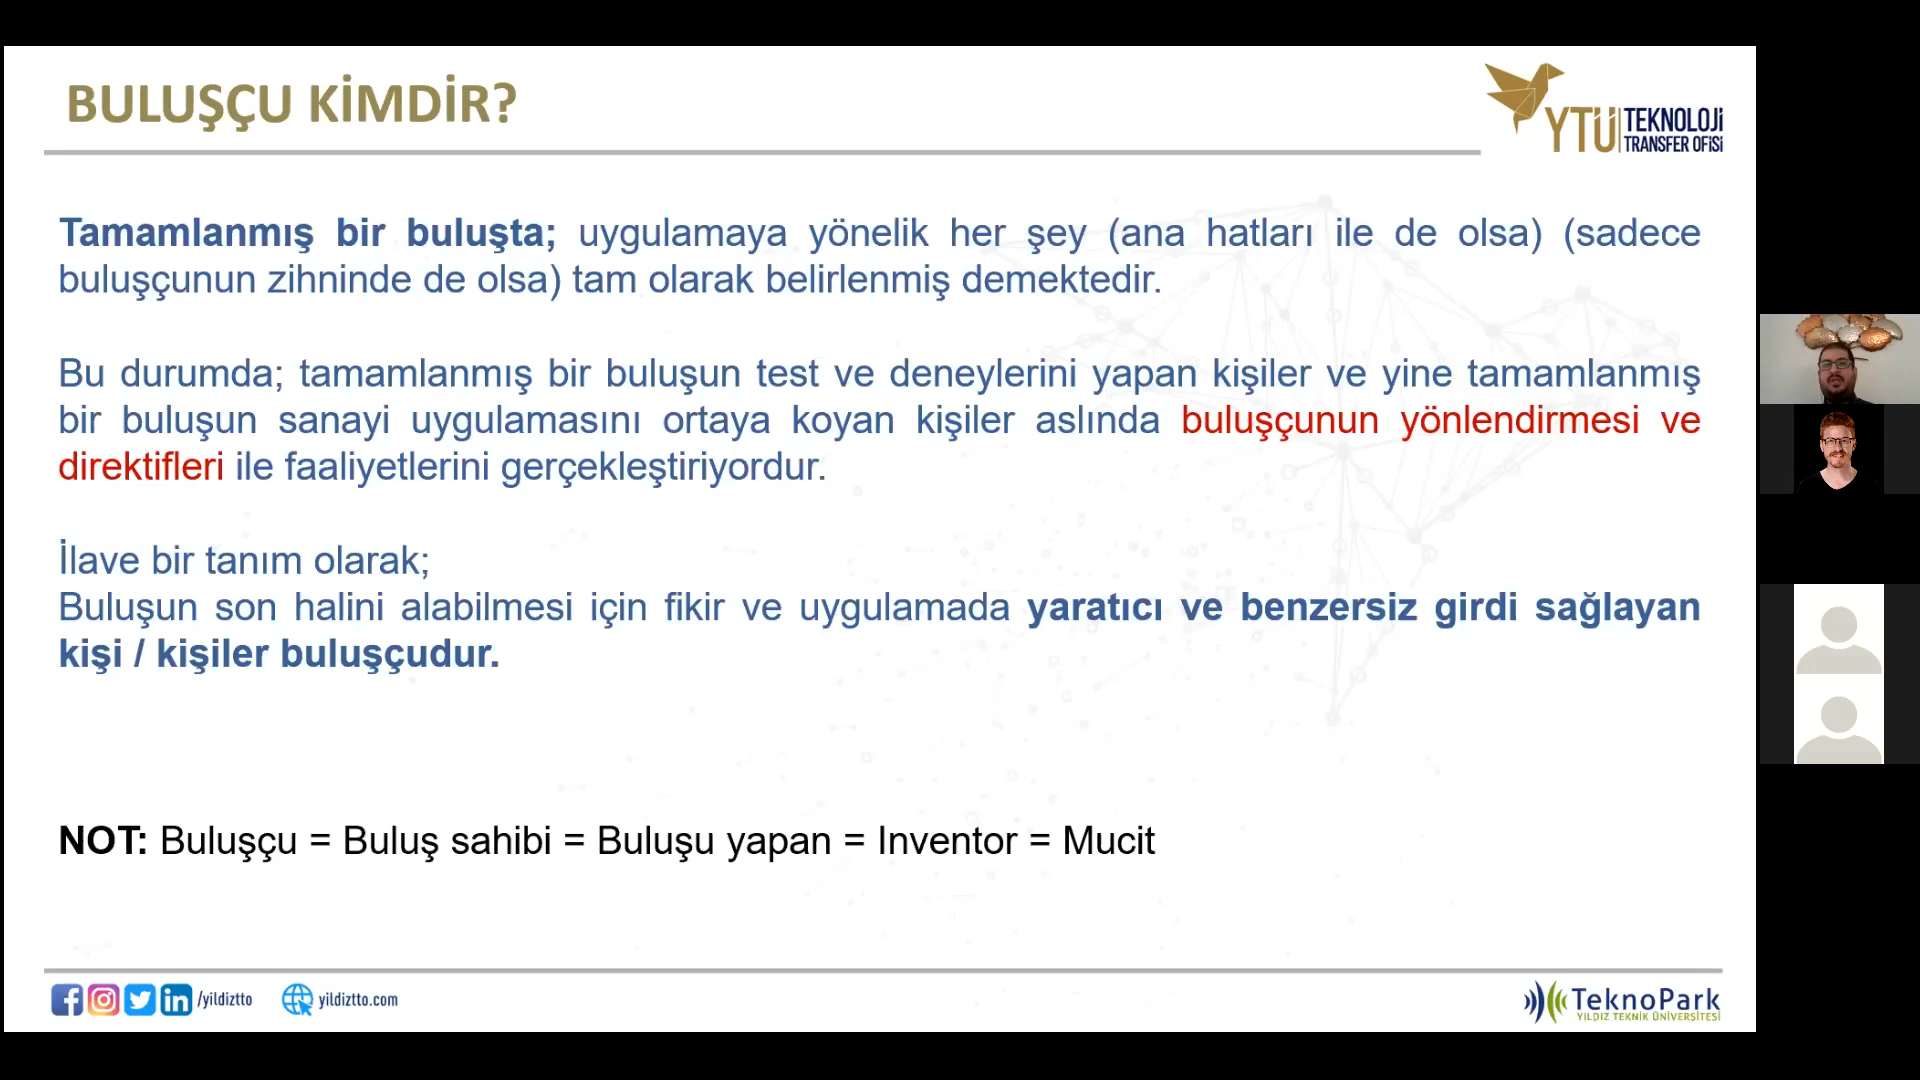 BULUŞÇU KİMDİR?
YTÜ TEKNOLOJİ
TRANSFER OFİSİ
Tamamlanmış bir buluşta; uygulamaya yönelik her şey (ana hatları ile de olsa) (sadece
buluşçunun zihninde de olsa) tam olarak belirlenmiş demektedir.
Bu durumda; tamamlanmış bir buluşun test ve deneylerini yapan kişiler ve yine tamamlanmış
bir buluşun sanayi uygulamasını ortaya koyan kişiler aslında buluşçunun yönlendirmesi ve
direktifleri ile faaliyetlerini gerçekleştiriyordur.
İlave bir tanım olarak;
Buluşun son halini alabilmesi için fikir ve uygulamada yaratıcı ve benzersiz girdi sağlayan
kişi / kişiler buluşçudur.
NOT: Buluşçu = Buluş sahibi = Buluşu yapan = Inventor = Mucit
/yildiztto yildiztto.com
TeknoPark
YILDIZ TEKNİK ÜNİVERSİTESİ